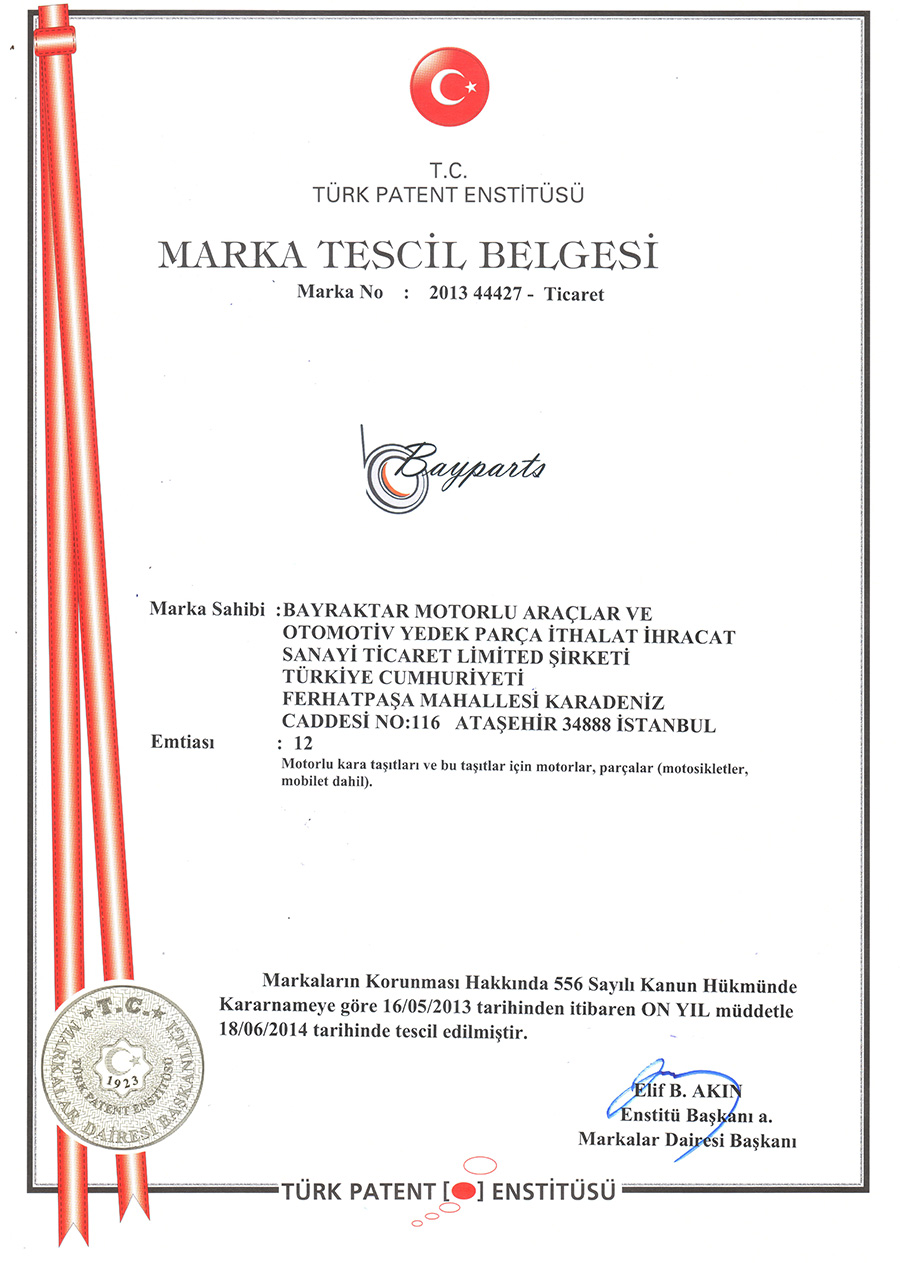 T.C.
TÜRK PATENT ENSTİTÜSÜ
MARKA TESCİL BELGESİ
Marka No : 2013 44427 - Ticaret
Bayparts
Marka Sahibi :BAYRAKTAR MOTORLU ARAÇLAR VE
OTOMOTİV YEDEK PARÇA İTHALAT İHRACAT
SANAYİ TİCARET LİMİTED ŞİRKETİ
TÜRKİYE CUMHURİYETİ
FERHATPAŞA MAHALLESİ KARADENİZ
CADDESİ NO:116 ATAŞEHİR 34888 İSTANBUL
Emtiası : 12
Motorlu kara taşıtları ve bu taşıtlar için motorlar, parçalar (motosikletler,
mobilet dahil).
Markaların Korunması Hakkında 556 Sayılı Kanun Hükmünde
Kararnameye göre 16/05/2013 tarihinden itibaren ON YIL müddetle
18/06/2014 tarihinde tescil edilmiştir.
T.C.
MARKALAR DAİRESİ BAŞKANLIĞI
TÜRK PATENT ENSTİTÜSÜ
1923
Elif B. AKIN
Enstitü Başkanı a.
Markalar Dairesi Başkanı
TÜRK PATENT [ ] ENSTİTÜSÜ